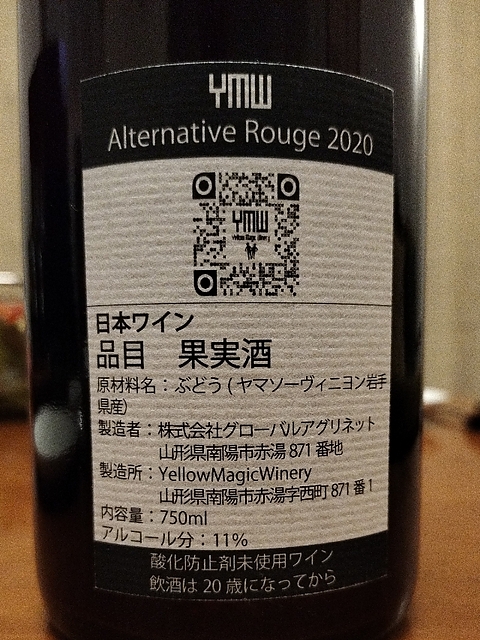 YMW
Alternative Rouge 2020
YMW
日本ワイン
品目 果実酒
原材料名：ぶどう（ヤマソーヴィニヨン岩手
県産）
製造者：株式会社グローバルアグリネット
山形県南陽市赤湯 871 番地
製造所：YellowMagicWinery
山形県南陽市赤湯字西町 871 番 1
内容量：750ml
アルコール分：11%
酸化防止剤未使用ワイン
飲酒は 20 歳になってから